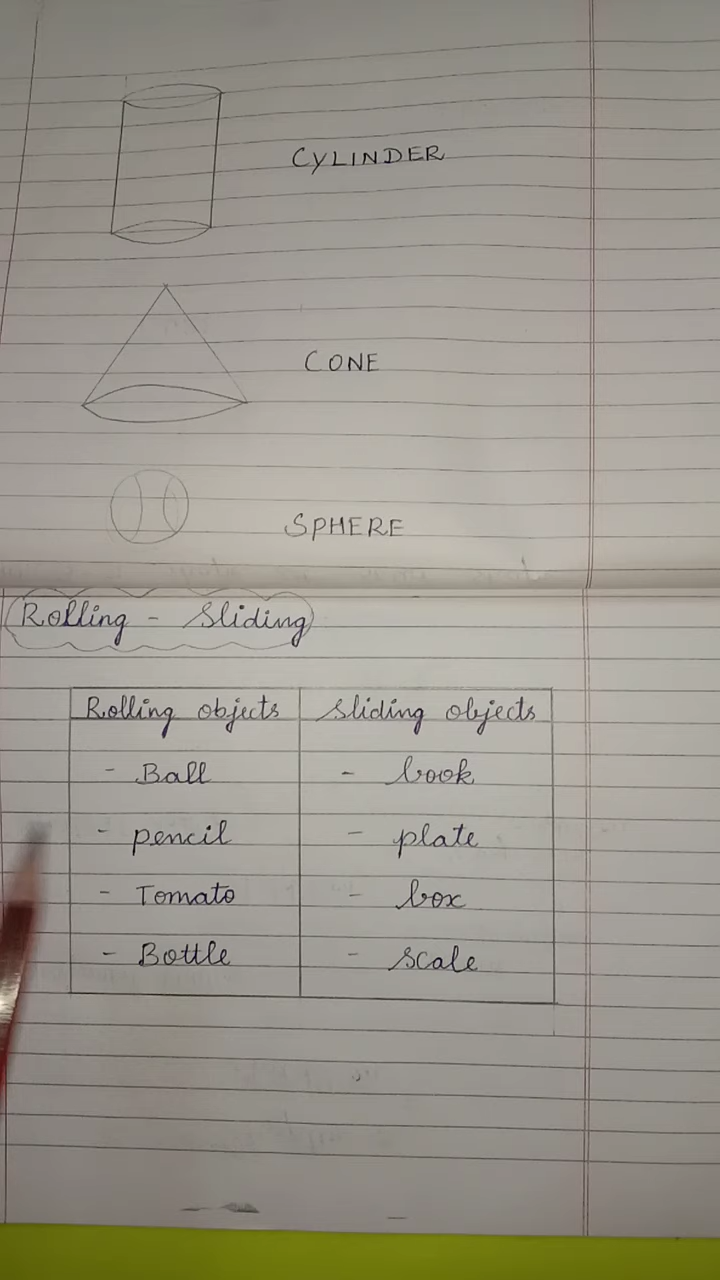 CYLINDER
CONE
SPHERE
Rolling - Sliding
Rolling objects sliding objects
- Ball - book
- pencil - plate
- Tomato - box
- Bottle - scale